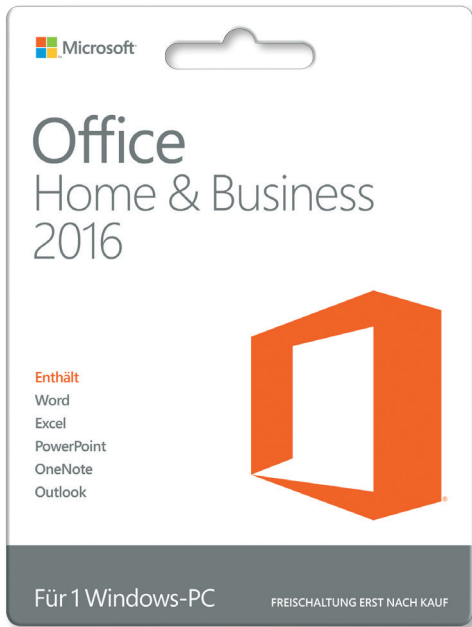 Microsoft
Office
Home & Business
2016
Enthält
Word
Excel
PowerPoint
OneNote
Outlook
Für 1 Windows-PC
FREISCHALTUNG ERST NACH KAUF